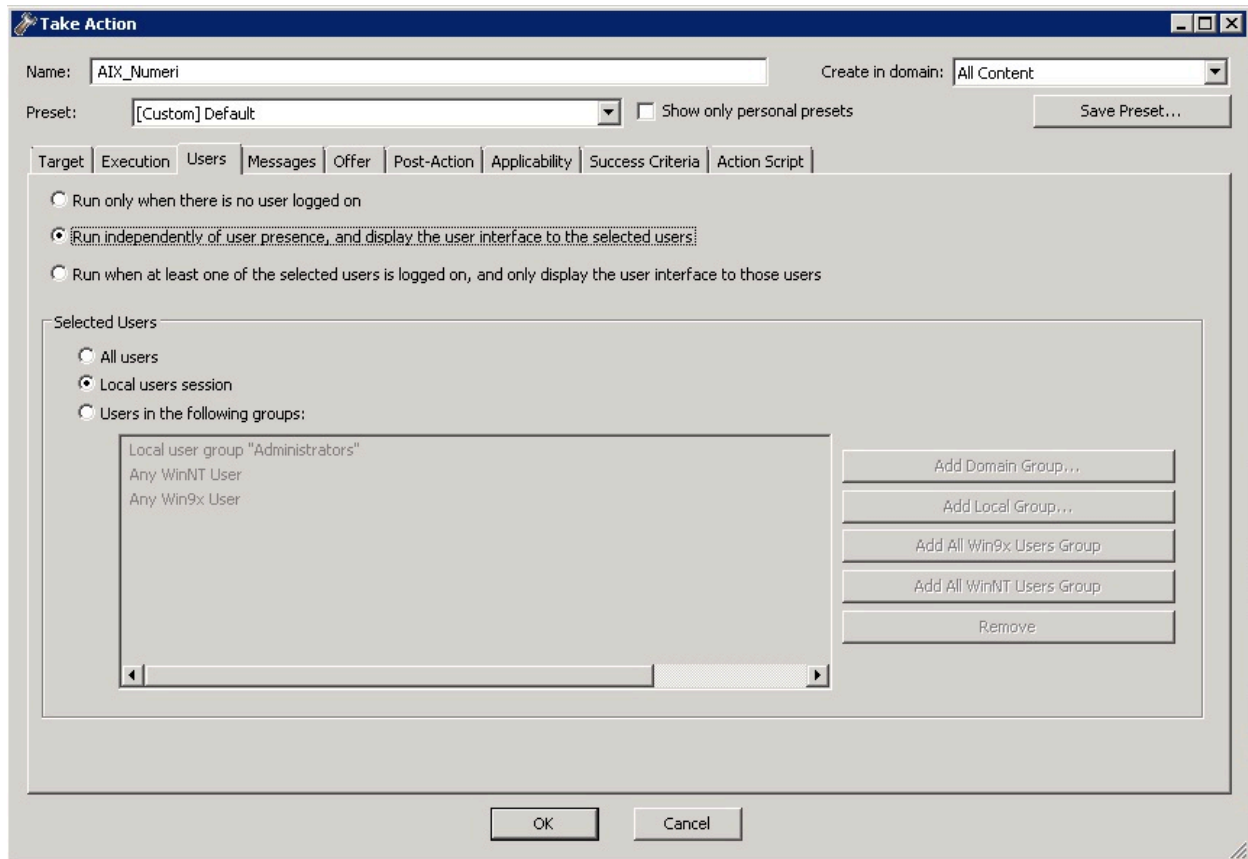 Take Action
Name: AIX_Numeri Create in domain: All Content
Preset: [Custom] Default Show only personal presets Save Preset...
Target Execution Users Messages Offer Post-Action Applicability Success Criteria Action Script
Run only when there is no user logged on
Run independently of user presence, and display the user interface to the selected users
Run when at least one of the selected users is logged on, and only display the user interface to those users
Selected Users
All users
Local users session
Users in the following groups:
Local user group "Administrators"
Any WinNT User
Any Win9x User
Add Domain Group...
Add Local Group...
Add All Win9x Users Group
Add All WinNT Users Group
Remove
OK Cancel